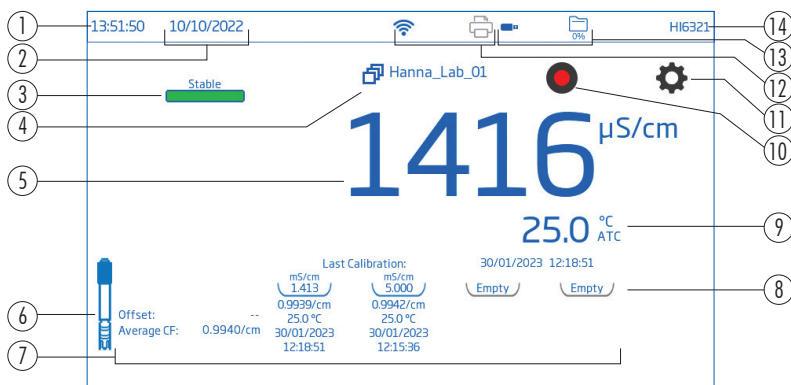 1
13:51:50
10/10/2022
0%
HI6321
14
2
13
3
Stable
4
Hanna_Lab_01
12
11
10
5
1416 µS/cm
25.0 °C
ATC
9
Last Calibration:
30/01/2023 12:18:51
mS/cm
1.413
mS/cm
5.000
Empty
Empty
8
6
Offset:
--
Average CF:
0.9940/cm
0.9939/cm
25.0 °C
30/01/2023
12:18:51
0.9942/cm
25.0 °C
30/01/2023
12:15:36
7